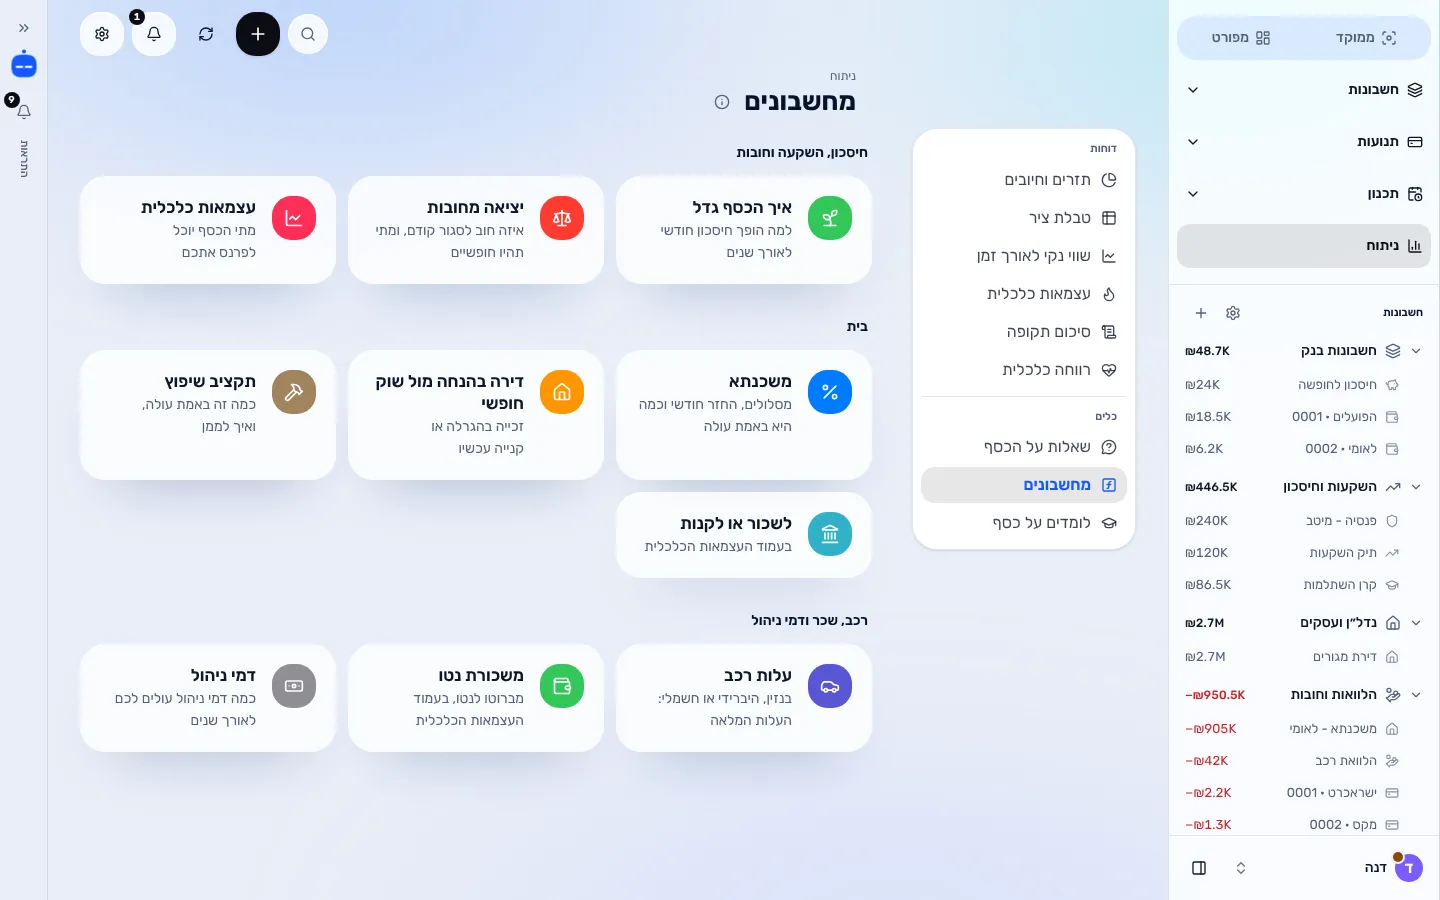 ממוקד
מפורט
חשבונות
תנועות
תכנון
ניתוח
חשבונות
חשבונות בנק
₪48.7K
חיסכון לחופשה
₪24K
הפועלים • 0001
₪18.5K
לאומי • 0002
₪6.2K
השקעות וחיסכון
₪446.5K
פנסיה - מיטב
₪240K
תיק השקעות
₪120K
קרן השתלמות
₪86.5K
נדל״ן ועסקים
₪2.7M
דירת מגורים
₪2.7M
הלוואות וחובות
−₪950.5K
משכנתא - לאומי
−₪905K
הלוואת רכב
−₪42K
ישראכרט • 0001
−₪2.2K
מקס • 0002
−₪1.3K
ד
דנה
1
ניתוח
מחשבונים
דוחות
תזרים וחיובים
טבלת ציר
שווי נקי לאורך זמן
עצמאות כלכלית
סיכום תקופה
רווחה כלכלית
כלים
שאלות על הכסף
מחשבונים
לומדים על כסף
חיסכון, השקעה וחובות
איך הכסף גדל
למה הופך חיסכון חודשי
לאורך שנים
יציאה מחובות
איזה חוב לסגור קודם, ומתי
תהיו חופשיים
עצמאות כלכלית
מתי הכסף יוכל
לפרנס אתכם
בית
משכנתא
מסלולים, החזר חודשי וכמה
היא באמת עולה
דירה בהנחה מול שוק
חופשי
זכייה בהגרלה או
קנייה עכשיו
תקציב שיפוץ
כמה זה באמת עולה,
ואיך לממן
לשכור או לקנות
בעמוד העצמאות הכלכלית
רכב, שכר ודמי ניהול
עלות רכב
בנזין, היברידי או חשמלי:
העלות המלאה
משכורת נטו
מברוטו לנטו, בעמוד
העצמאות הכלכלית
דמי ניהול
כמה דמי ניהול עולים לכם
לאורך שנים
9
התראות